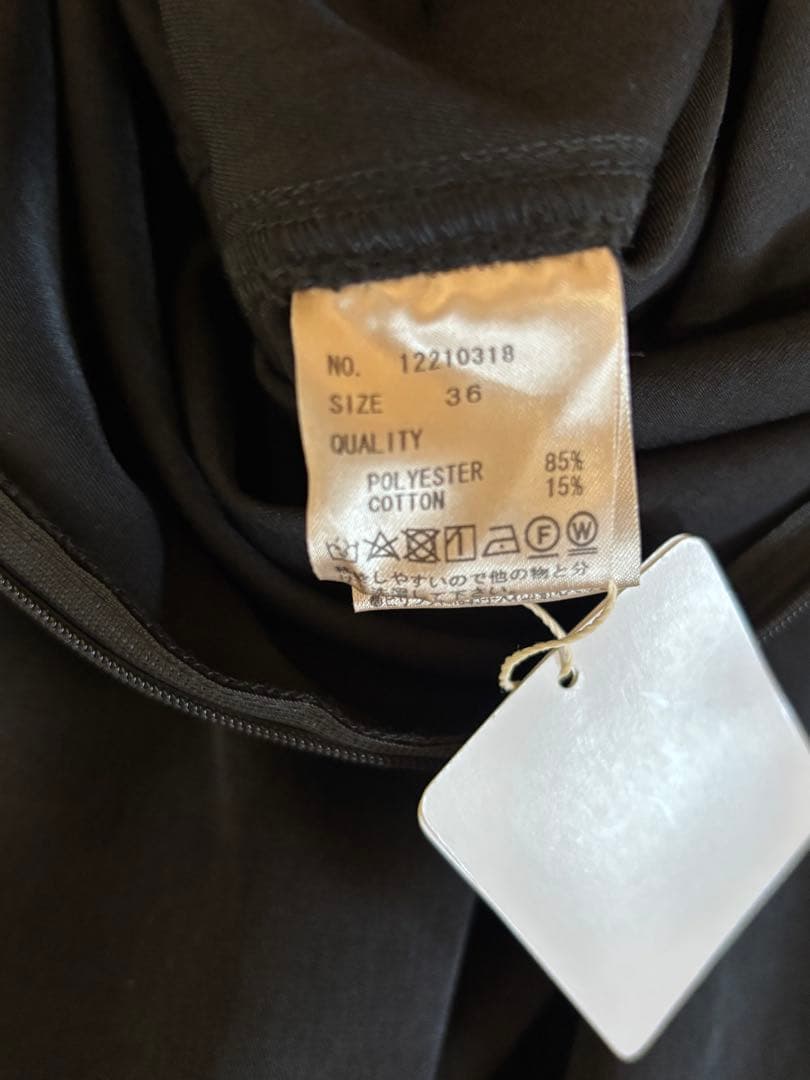 NO. 12210318
SIZE 36
QUALITY
POLYESTER 85%
COTTON 15%
F W
しやすいので他の物と分
して下さい